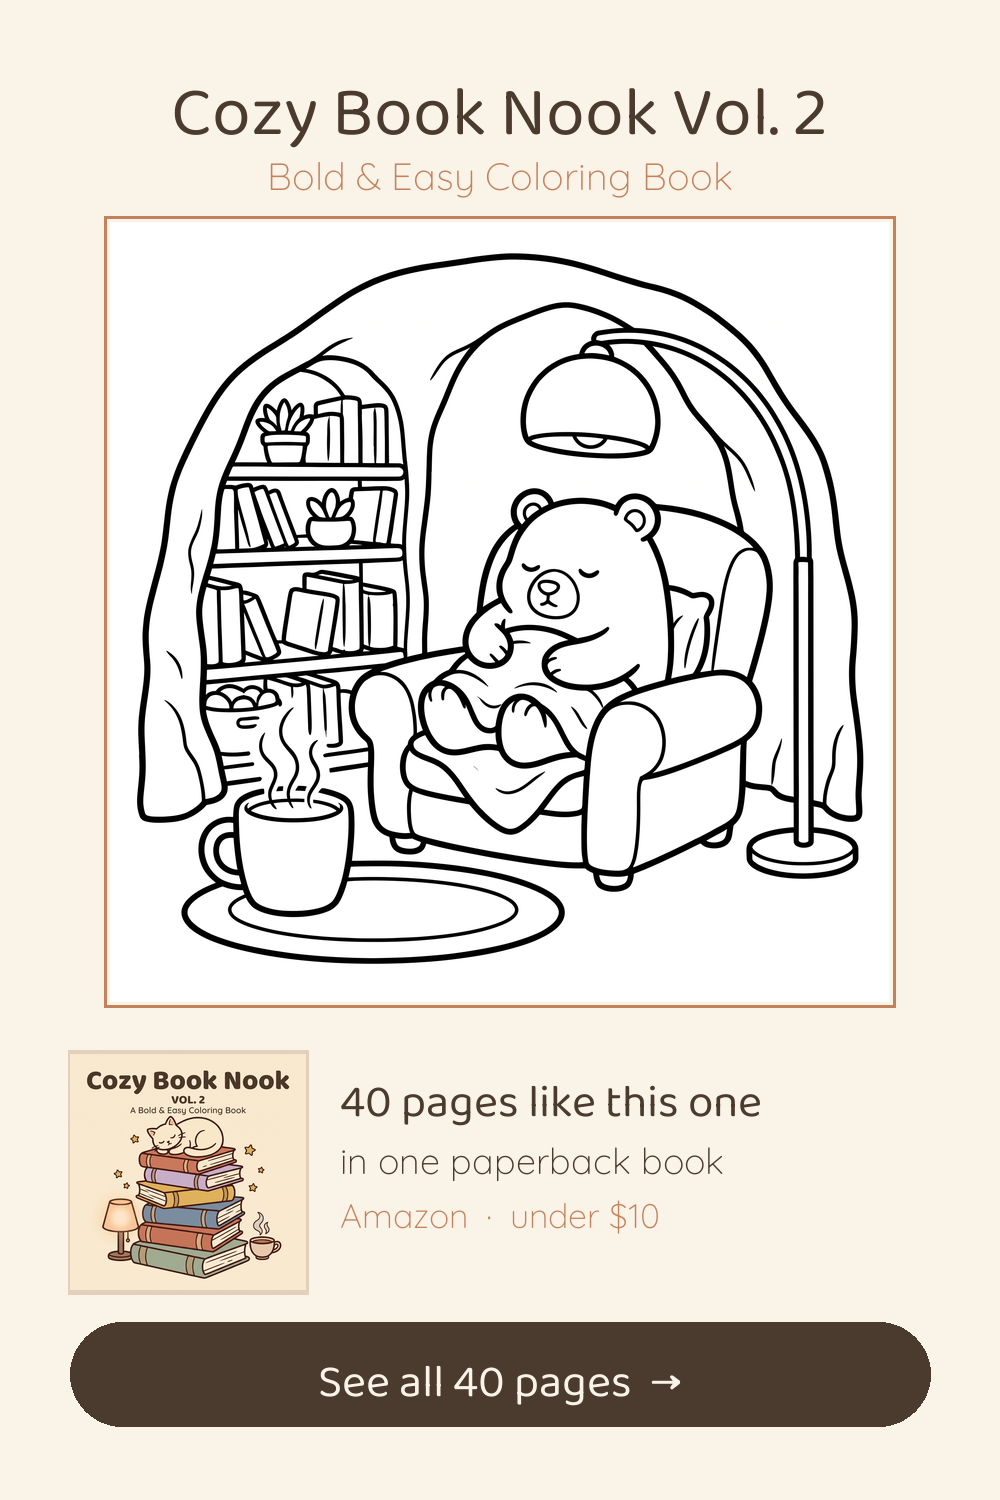 Cozy Book Nook Vol. 2
Bold & Easy Coloring Book
Cozy Book Nook
VOL. 2
A Bold & Easy Coloring Book
40 pages like this one
in one paperback book
Amazon · under $10
See all 40 pages →